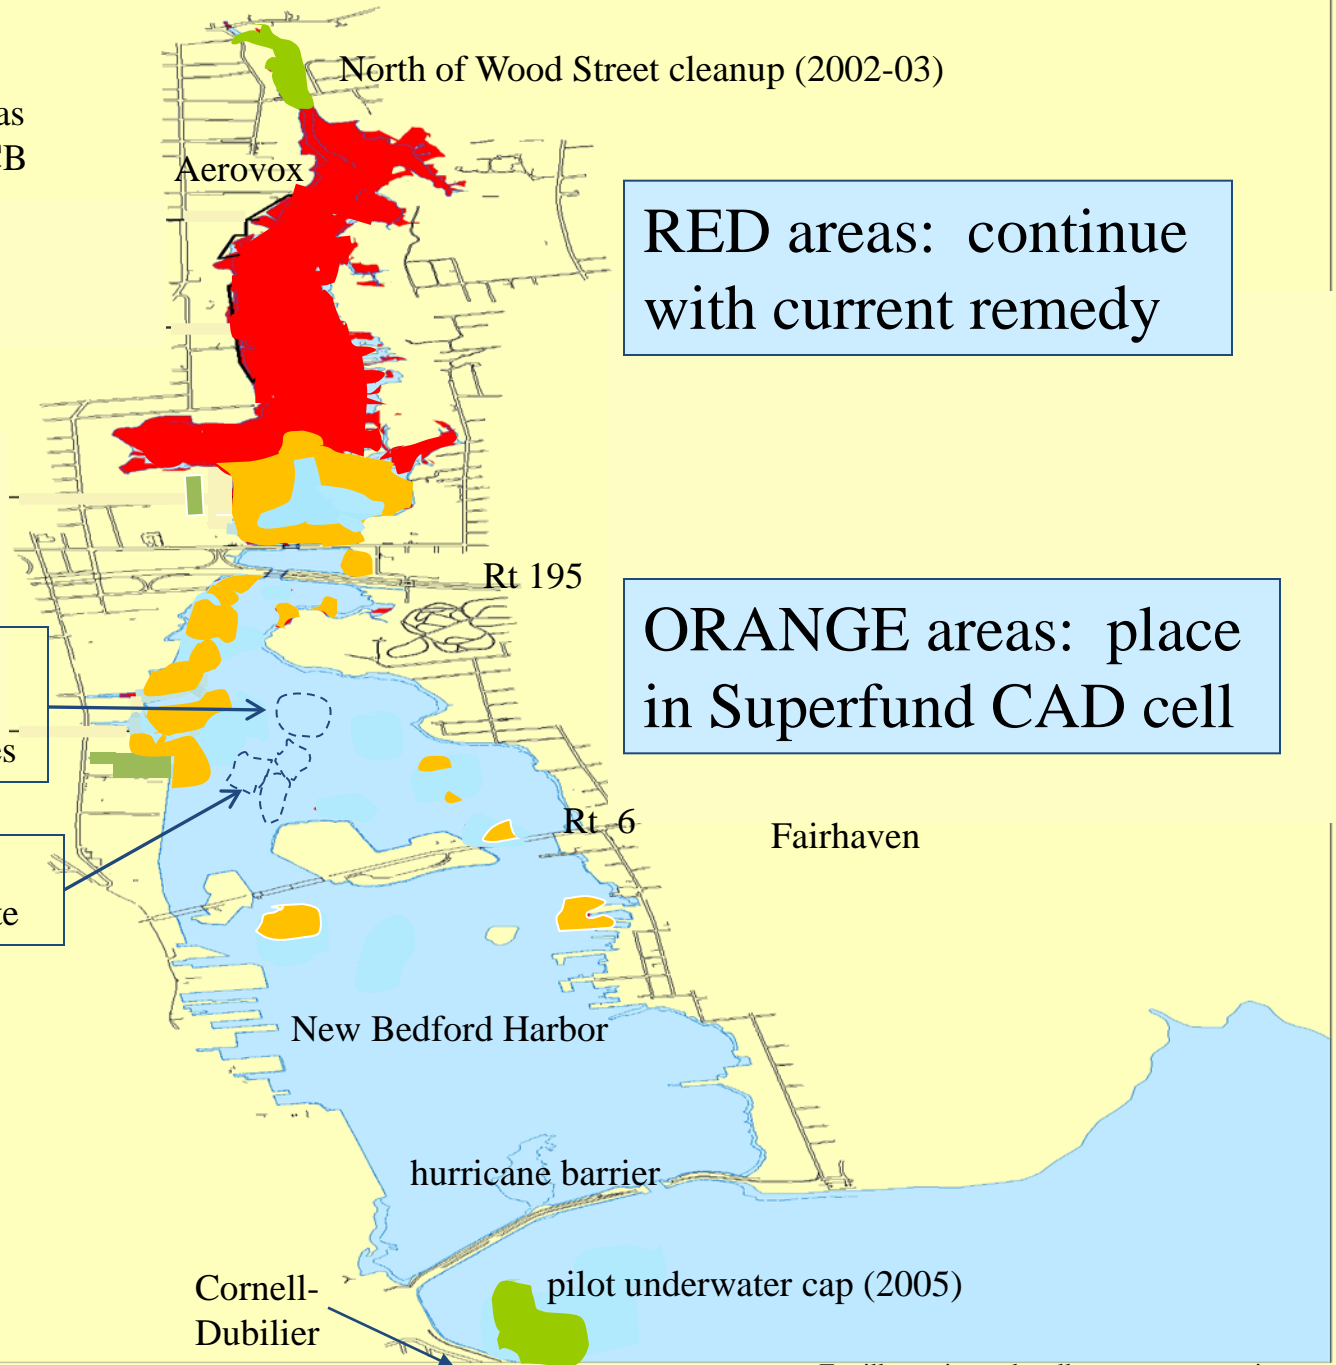 North of Wood Street cleanup (2002-03)
Aerovox
RED areas: continue
with current remedy
Rt 195
ORANGE areas: place
in Superfund CAD cell
Rt 6
Fairhaven
New Bedford Harbor
hurricane barrier
pilot underwater cap (2005)
Cornell-
Dubilier